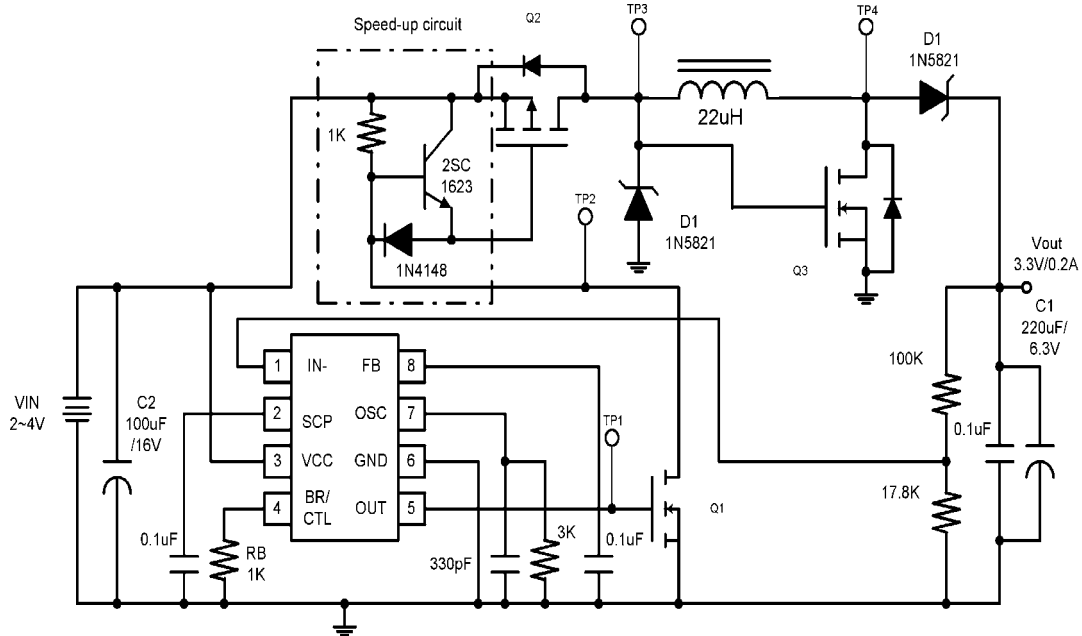 Speed-up circuit
Q2
TP3
TP4
D1
1N5821
1K
2SC
1623
22uH
TP2
1N4148
D1
1N5821
Q3
Vout
3.3V/0.2A
C1
220uF/
6.3V
VIN
2~4V
C2
100uF
/16V
1
IN-
FB
8
2
SCP
OSC
7
3
VCC
GND
6
4
BR/
CTL
OUT
5
TP1
Q1
100K
0.1uF
17.8K
0.1uF
RB
1K
330pF
3K
0.1uF